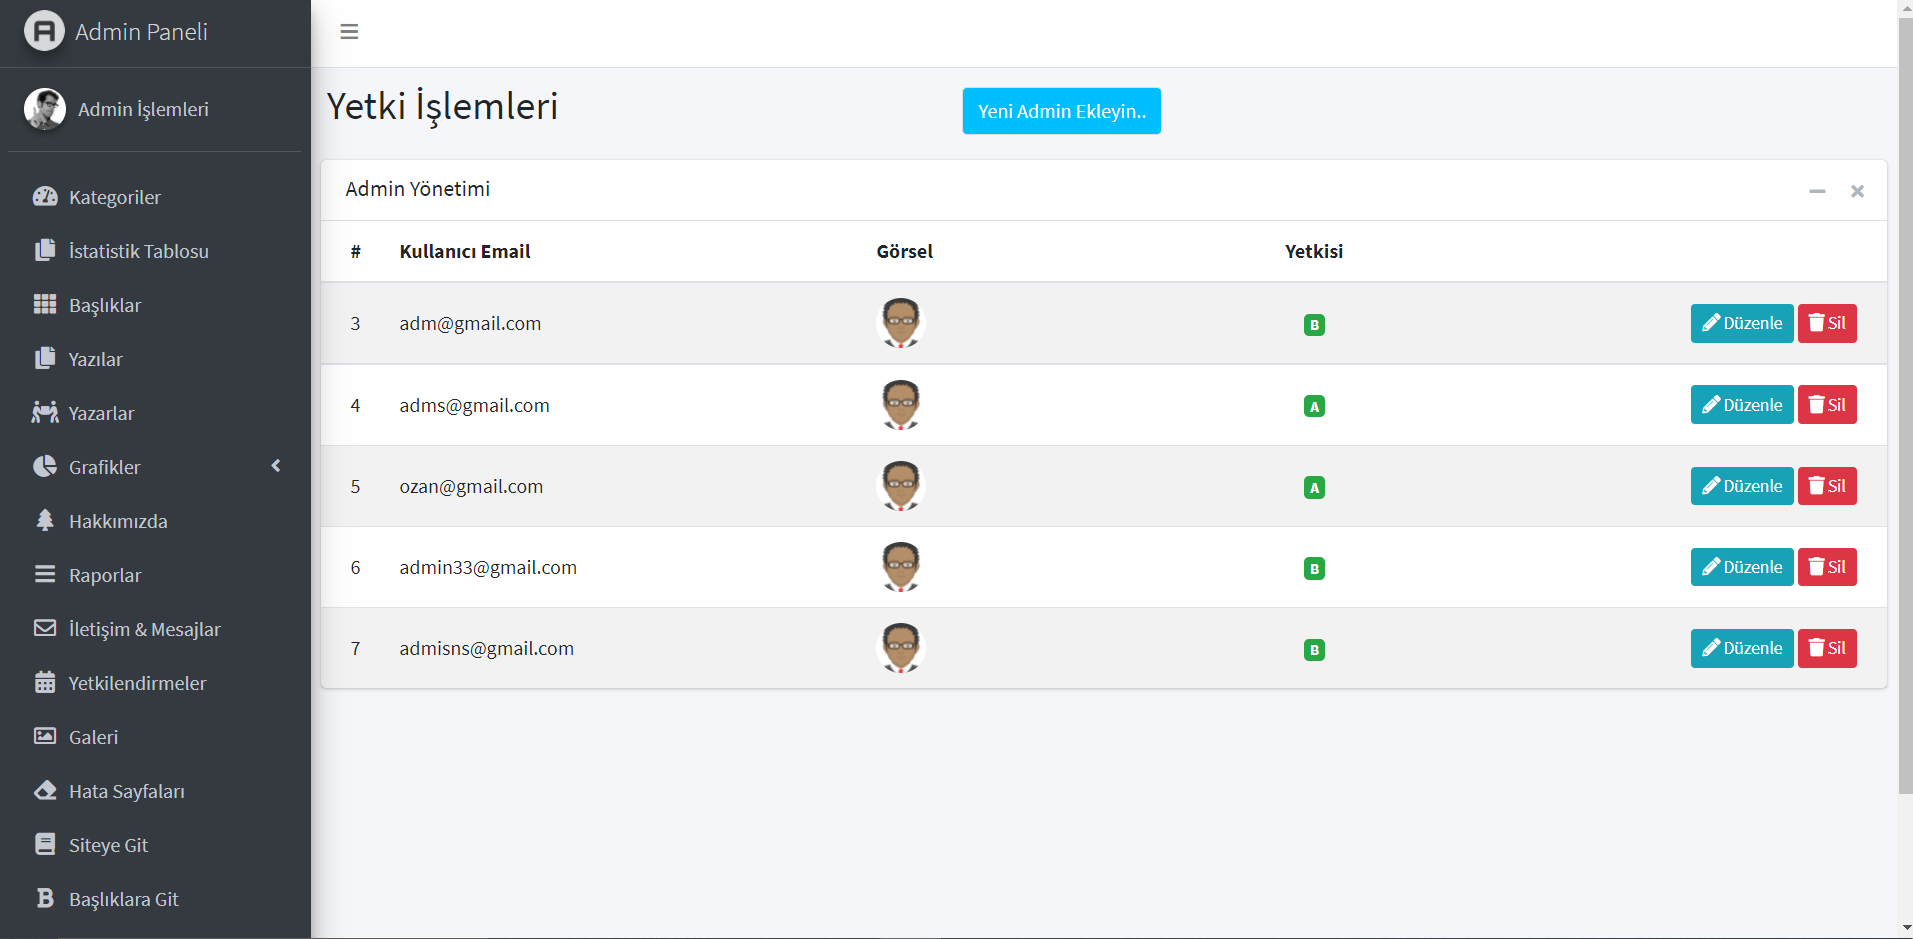 Admin Paneli
Admin İşlemleri
Kategoriler
İstatistik Tablosu
Başlıklar
Yazılar
Yazarlar
Grafikler
Hakkımızda
Raporlar
İletişim & Mesajlar
Yetkilendirmeler
Galeri
Hata Sayfaları
Siteye Git
Başlıklara Git
Yetki İşlemleri
Yeni Admin Ekleyin..
Admin Yönetimi
# Kullanıcı Email Görsel Yetkisi
3 adm@gmail.com B Düzenle Sil
4 adms@gmail.com A Düzenle Sil
5 ozan@gmail.com A Düzenle Sil
6 admin33@gmail.com B Düzenle Sil
7 admisns@gmail.com B Düzenle Sil